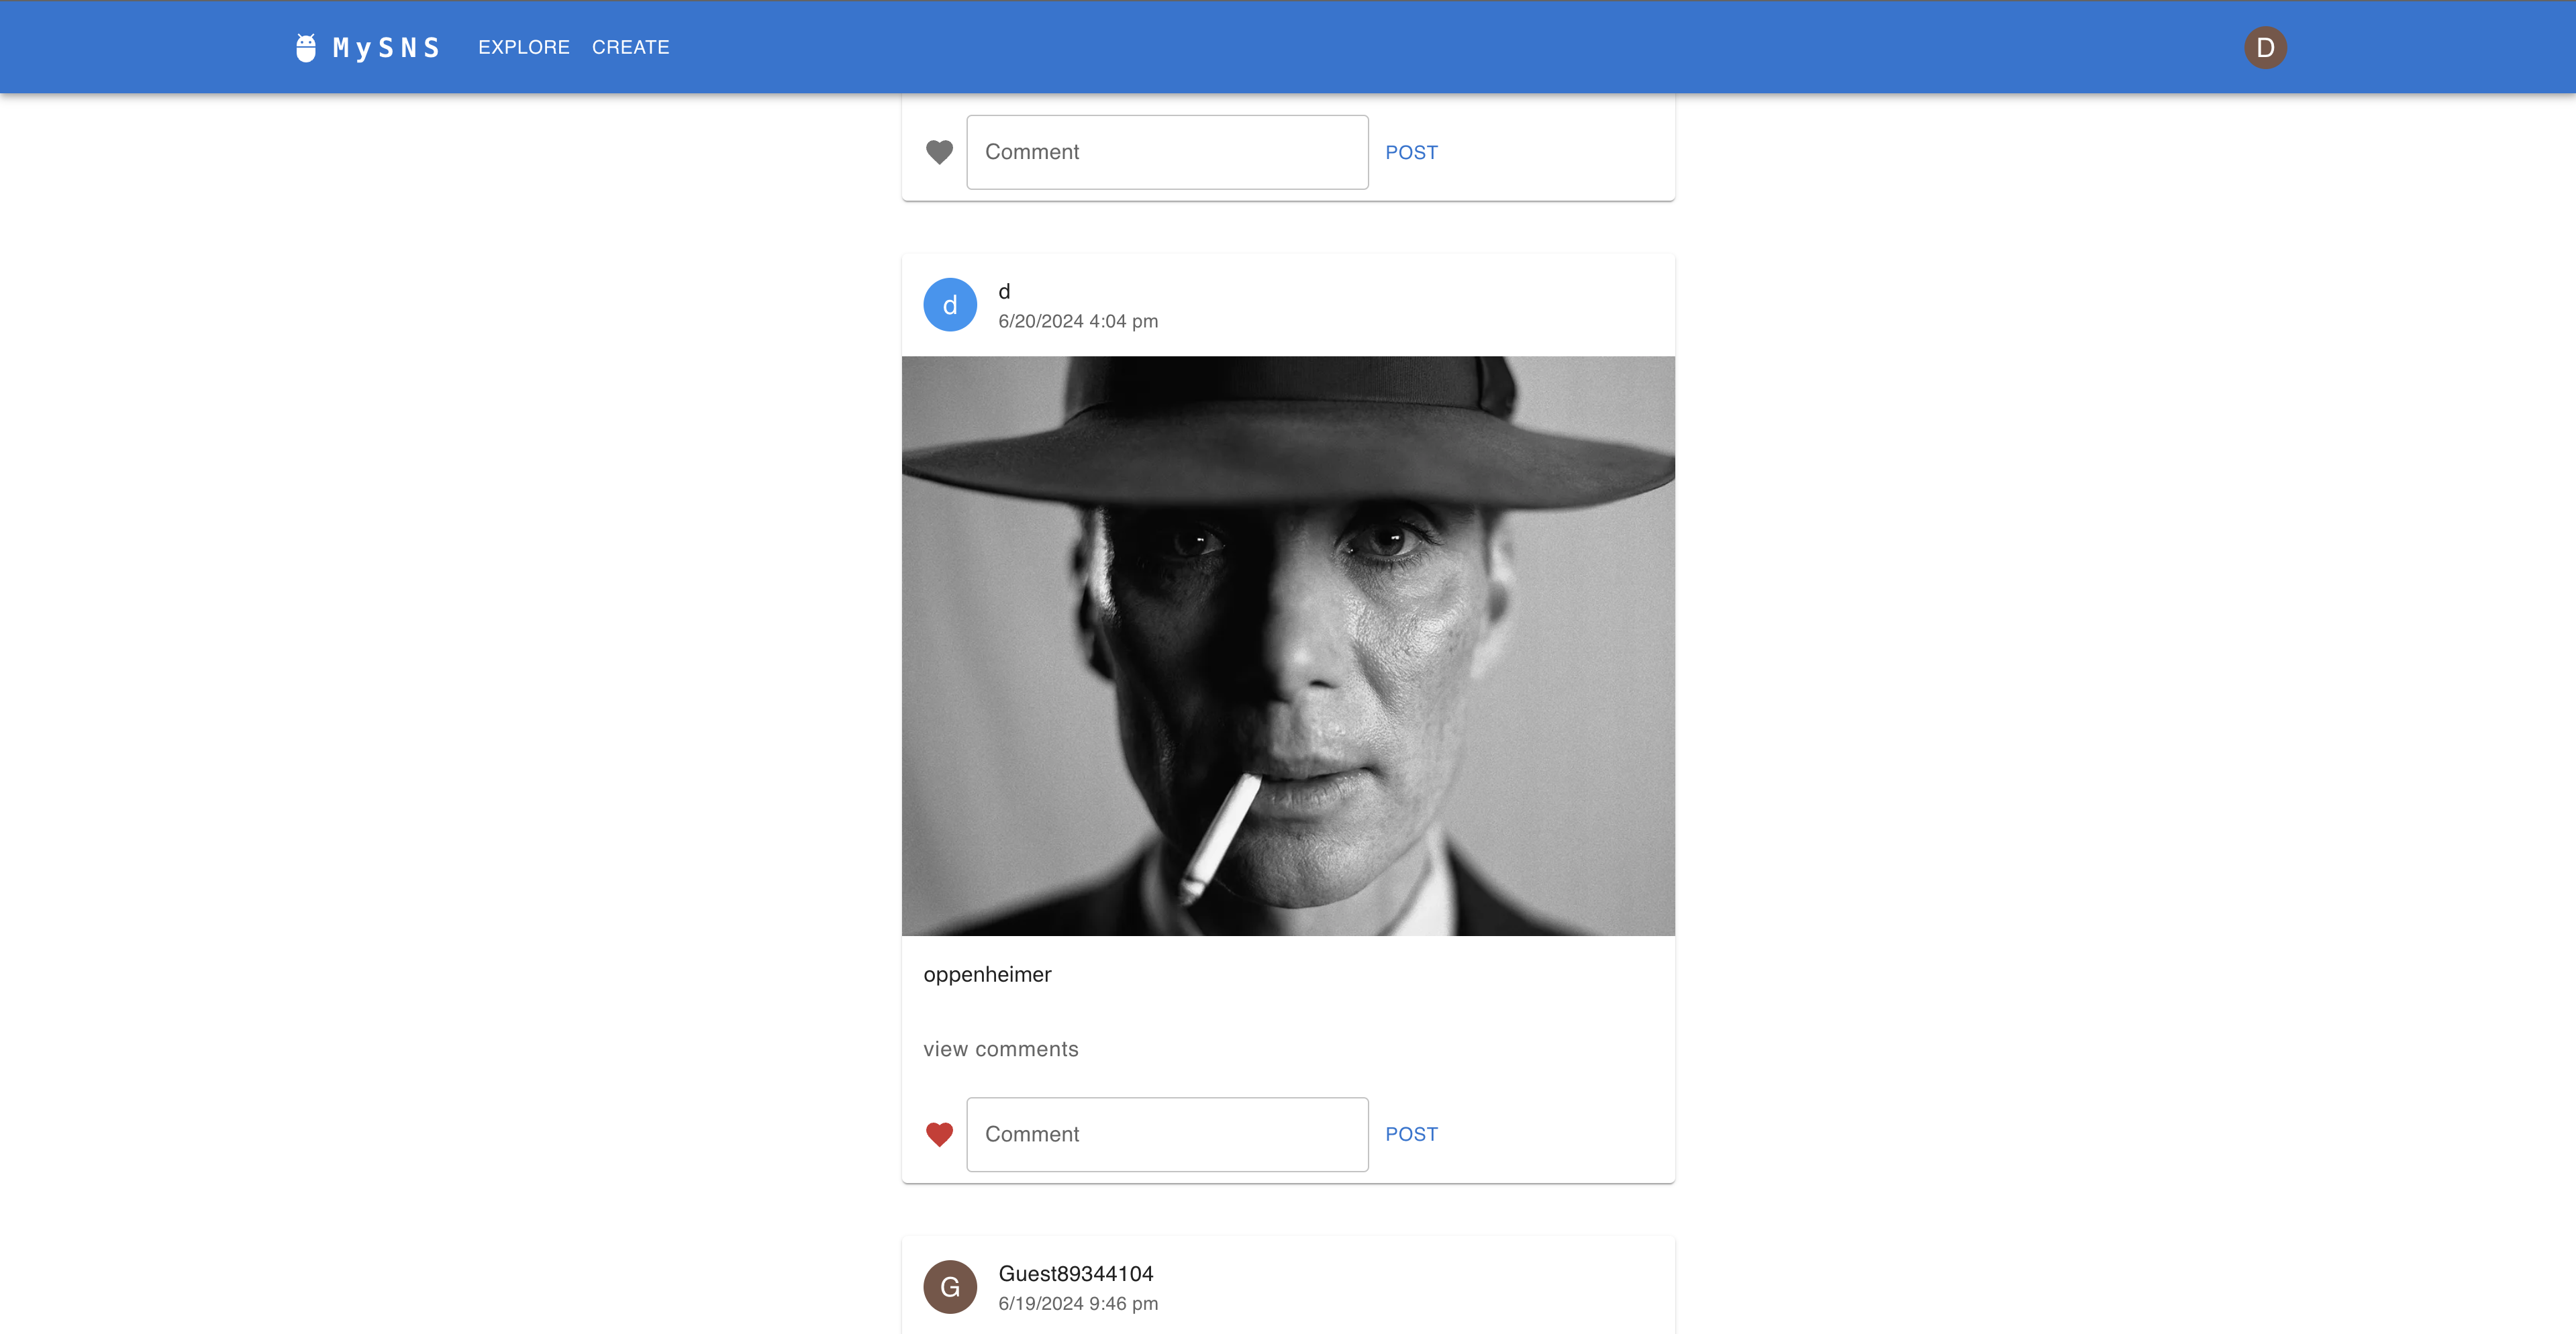 MySNS EXPLORE CREATE D
Comment POST
d d
6/20/2024 4:04 pm
oppenheimer
view comments
Comment POST
G Guest89344104
6/19/2024 9:46 pm